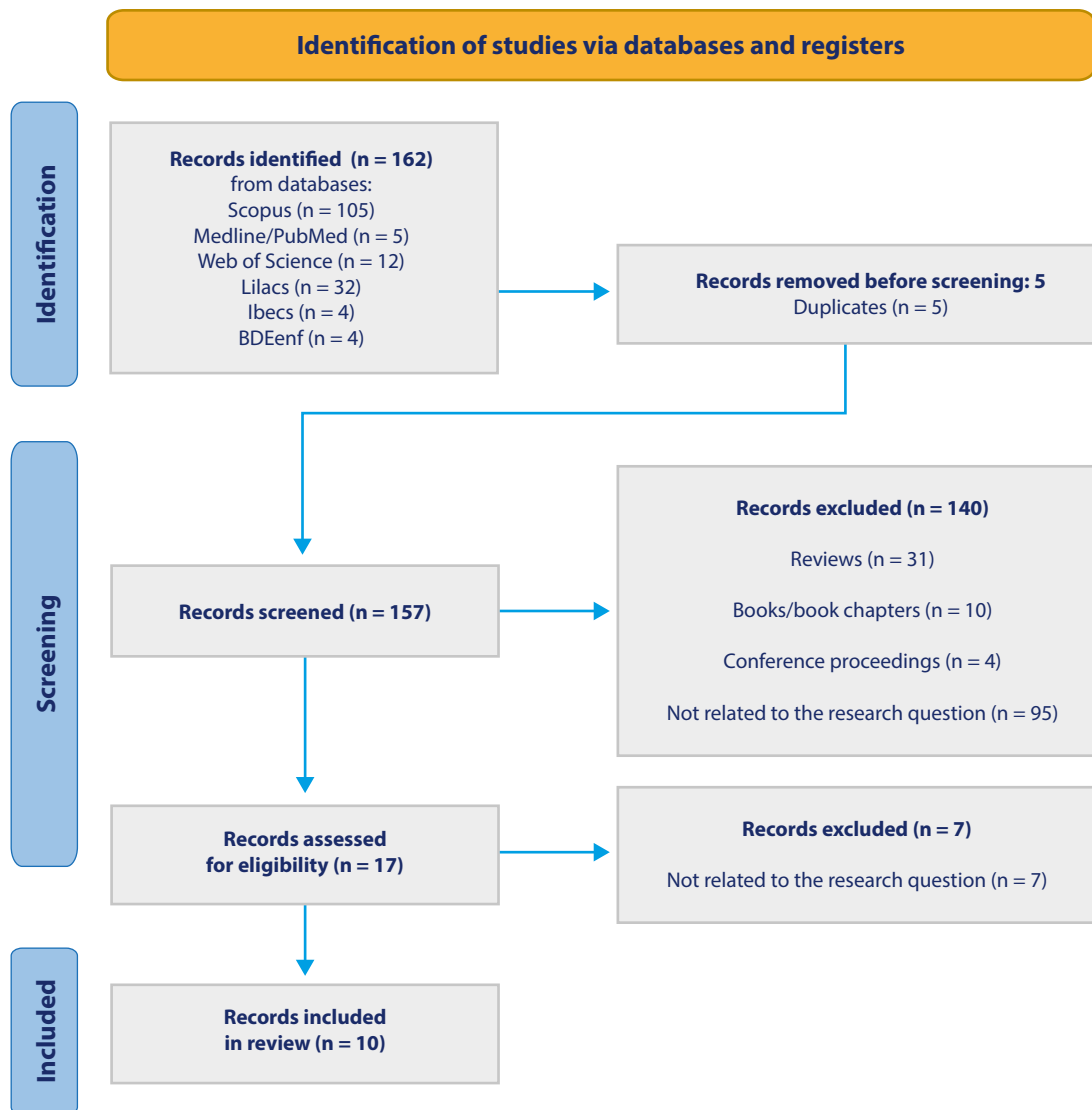 Identification of studies via databases and registers
Identification
Records identified (n = 162)
from databases:
Scopus (n = 105)
Medline/PubMed (n = 5)
Web of Science (n = 12)
Lilacs (n = 32)
Ibecs (n = 4)
BDEenf (n = 4)
Records removed before screening: 5
Duplicates (n = 5)
Screening
Records screened (n = 157)
Records excluded (n = 140)
Reviews (n = 31)
Books/book chapters (n = 10)
Conference proceedings (n = 4)
Not related to the research question (n = 95)
Records assessed
for eligibility (n = 17)
Records excluded (n = 7)
Not related to the research question (n = 7)
Included
Records included
in review (n = 10)